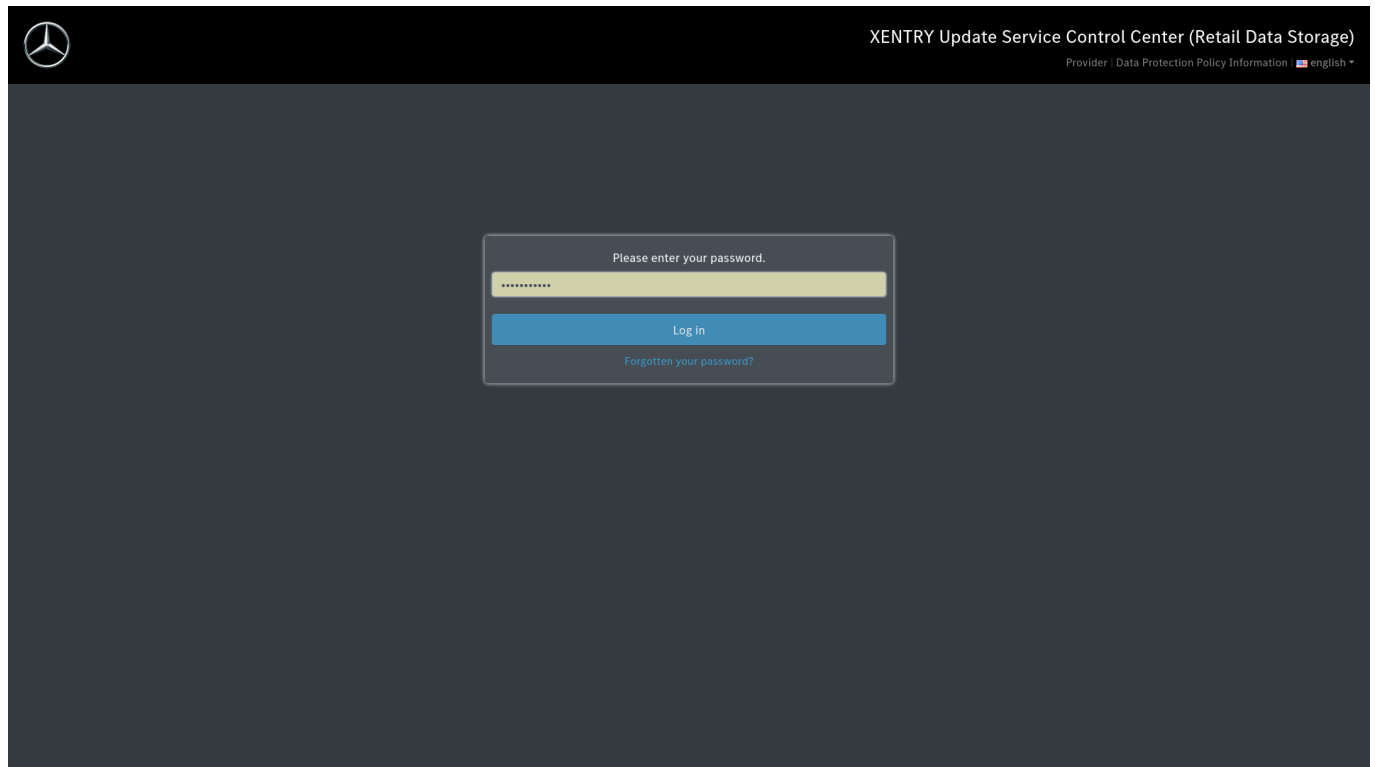 XENTRY Update Service Control Center (Retail Data Storage)
Provider | Data Protection Policy Information | english
Please enter your password.
•••••••••••
Log in
Forgotten your password?